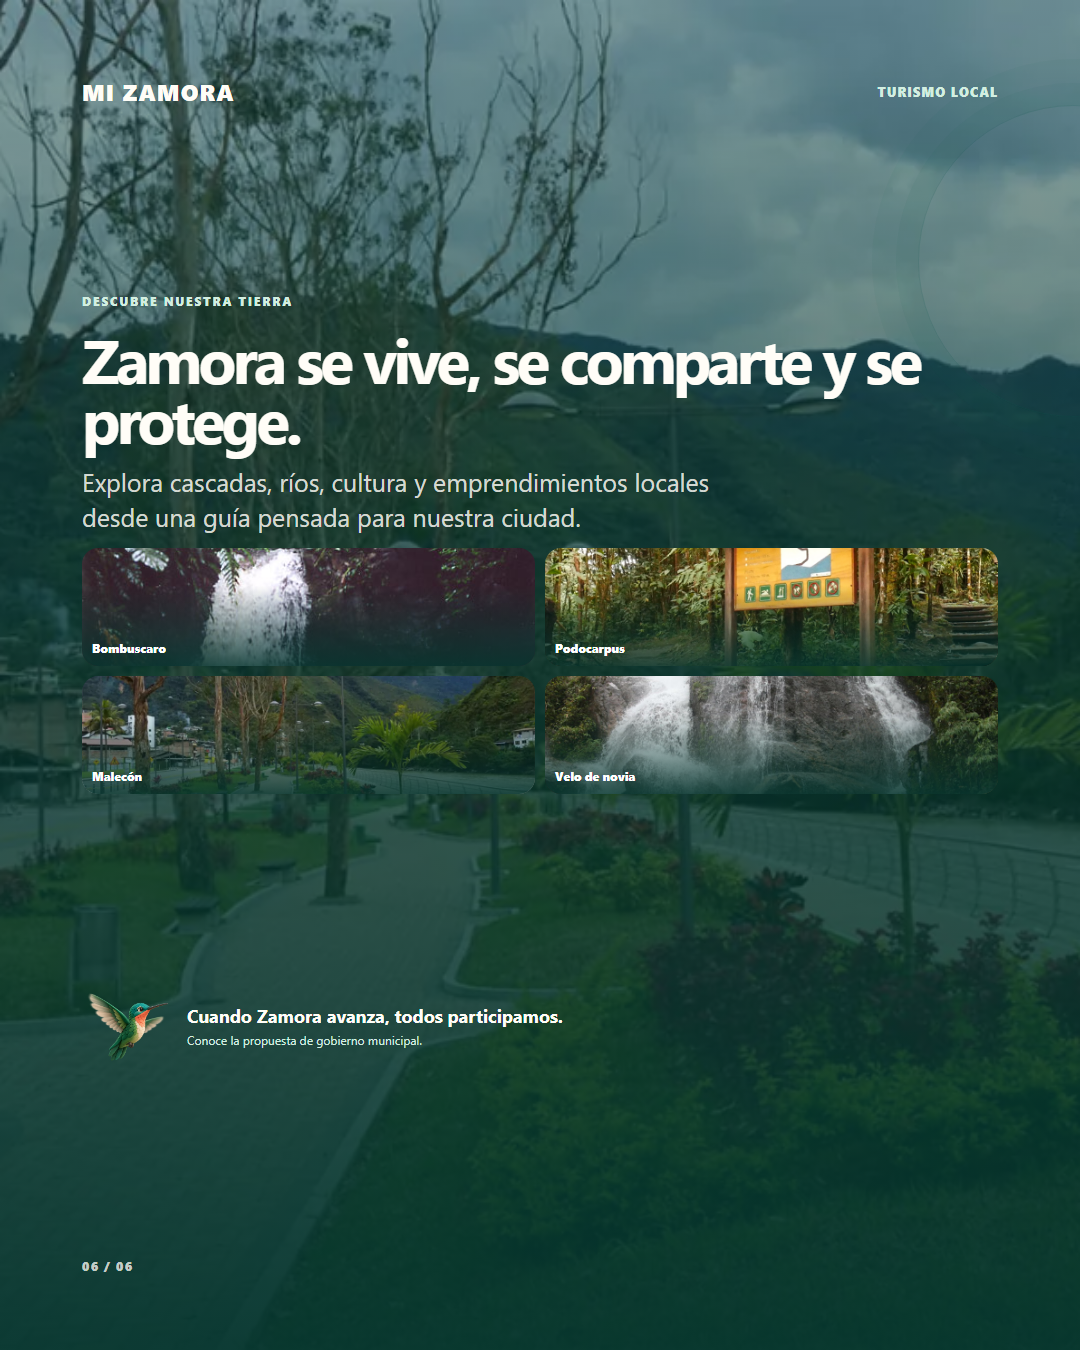 MI ZAMORA
TURISMO LOCAL
DESCUBRE NUESTRA TIERRA
Zamora se vive, se comparte y se
protege.
Explora cascadas, ríos, cultura y emprendimientos locales
desde una guía pensada para nuestra ciudad.
Bombuscaro
Podocarpus
Malecón
Velo de novia
Cuando Zamora avanza, todos participamos.
Conoce la propuesta de gobierno municipal.
06 / 06